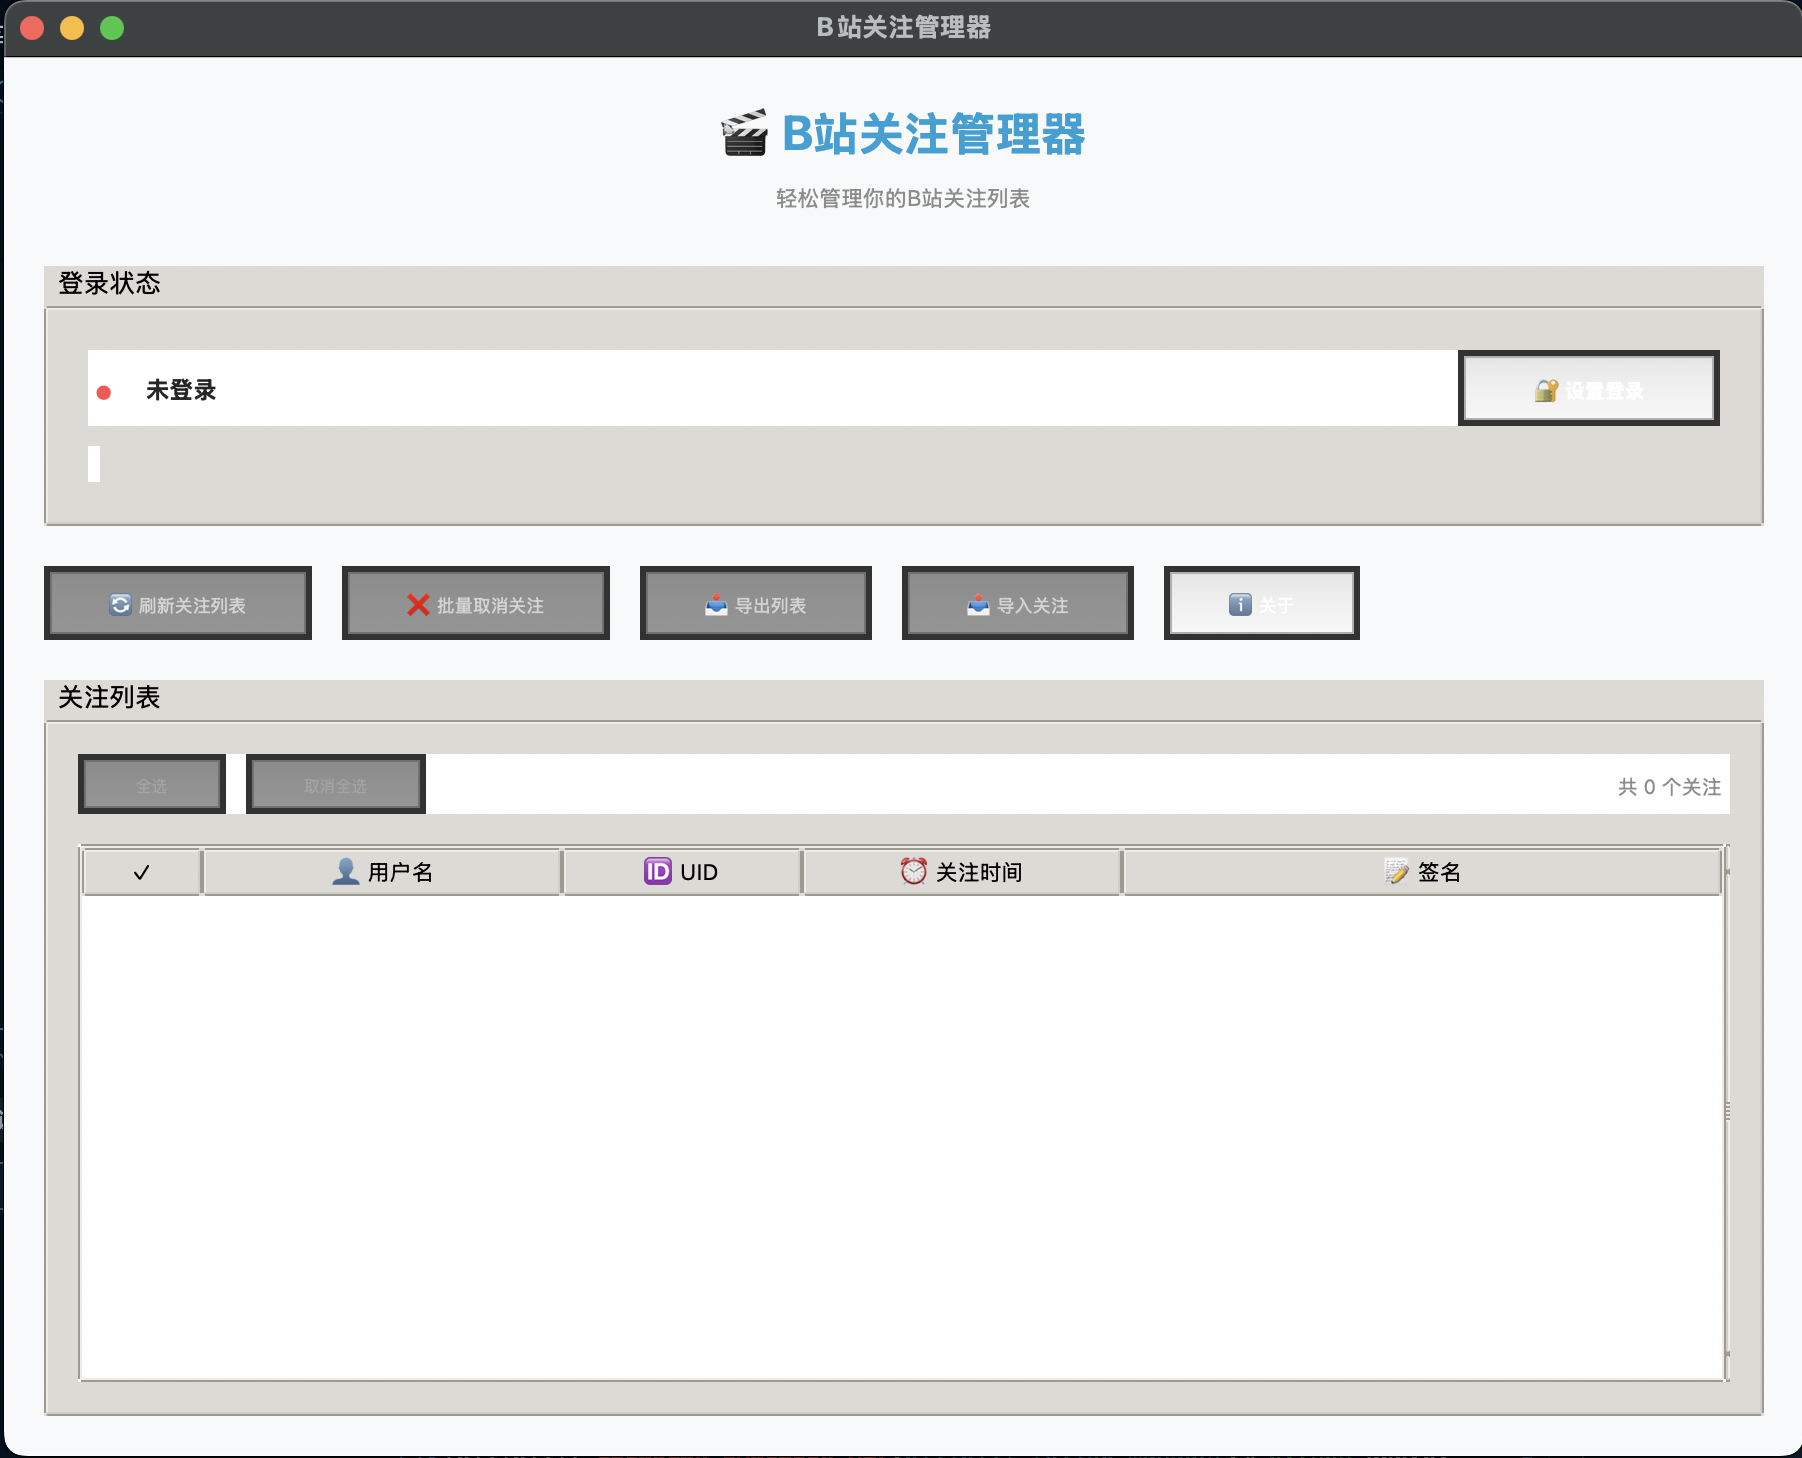 B站关注管理器
B站关注管理器
轻松管理你的B站关注列表
登录状态
未登录
设置登录
刷新关注列表
批量取消关注
导出列表
导入关注
关于
关注列表
全选
取消全选
共 0 个关注
✓
用户名
ID UID
关注时间
签名